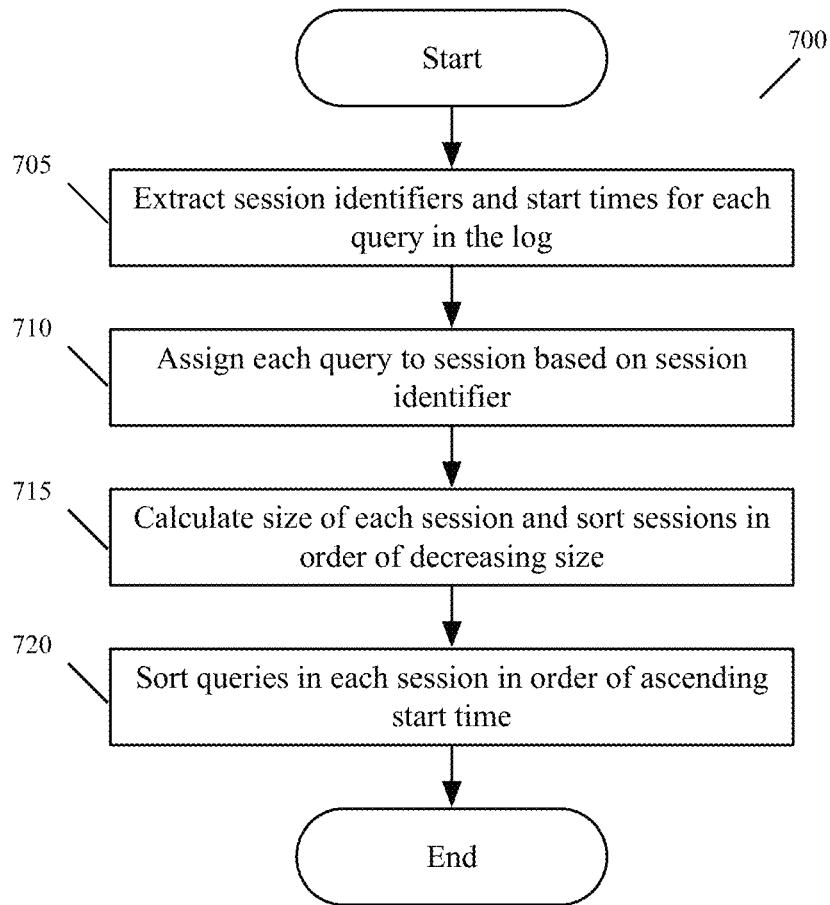 Start
700
705
Extract session identifiers and start times for each
query in the log
710
Assign each query to session based on session
identifier
715
Calculate size of each session and sort sessions in
order of decreasing size
720
Sort queries in each session in order of ascending
start time
End